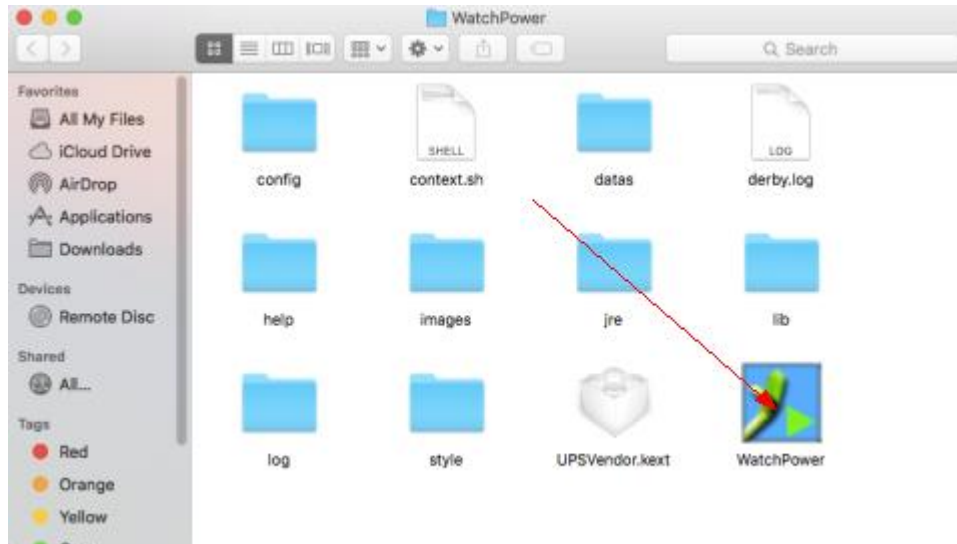 WatchPower
Search
Favorites
All My Files
iCloud Drive
AirDrop
Applications
Downloads
Devices
Remote Disc
Shared
All...
Tags
Red
Orange
Yellow
SHELL
LOG
config
context.sh
datas
derby.log
help
images
jre
lib
log
style
UPSVendor.kext
WatchPower